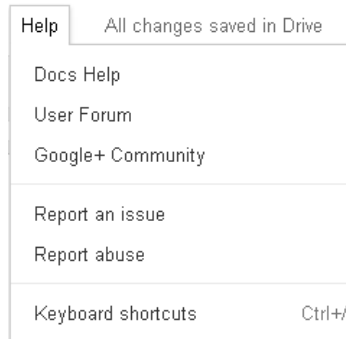 Help All changes saved in Drive
Docs Help
User Forum
Google+ Community
Report an issue
Report abuse
Keyboard shortcuts Ctrl+/